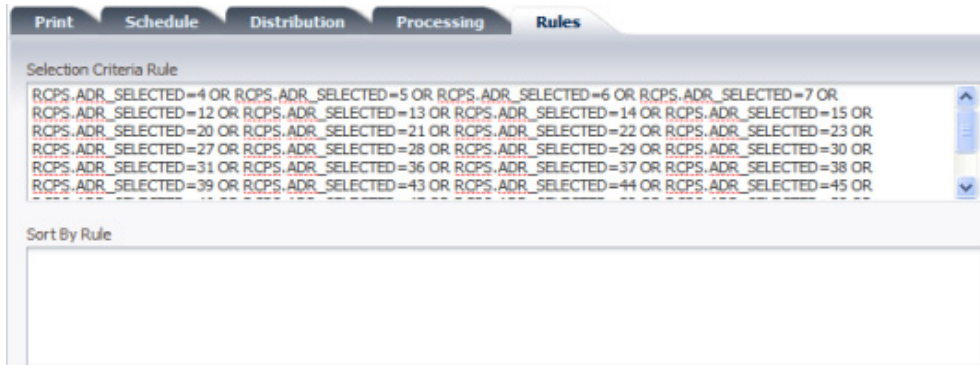 Print Schedule Distribution Processing Rules
Selection Criteria Rule
RCPS.ADR_SELECTED=4 OR RCPS.ADR_SELECTED=5 OR RCPS.ADR_SELECTED=6 OR RCPS.ADR_SELECTED=7 OR
RCPS.ADR_SELECTED=12 OR RCPS.ADR_SELECTED=13 OR RCPS.ADR_SELECTED=14 OR RCPS.ADR_SELECTED=15 OR
RCPS.ADR_SELECTED=20 OR RCPS.ADR_SELECTED=21 OR RCPS.ADR_SELECTED=22 OR RCPS.ADR_SELECTED=23 OR
RCPS.ADR_SELECTED=27 OR RCPS.ADR_SELECTED=28 OR RCPS.ADR_SELECTED=29 OR RCPS.ADR_SELECTED=30 OR
RCPS.ADR_SELECTED=31 OR RCPS.ADR_SELECTED=36 OR RCPS.ADR_SELECTED=37 OR RCPS.ADR_SELECTED=38 OR
RCPS.ADR_SELECTED=39 OR RCPS.ADR_SELECTED=43 OR RCPS.ADR_SELECTED=44 OR RCPS.ADR_SELECTED=45 OR
Sort By Rule